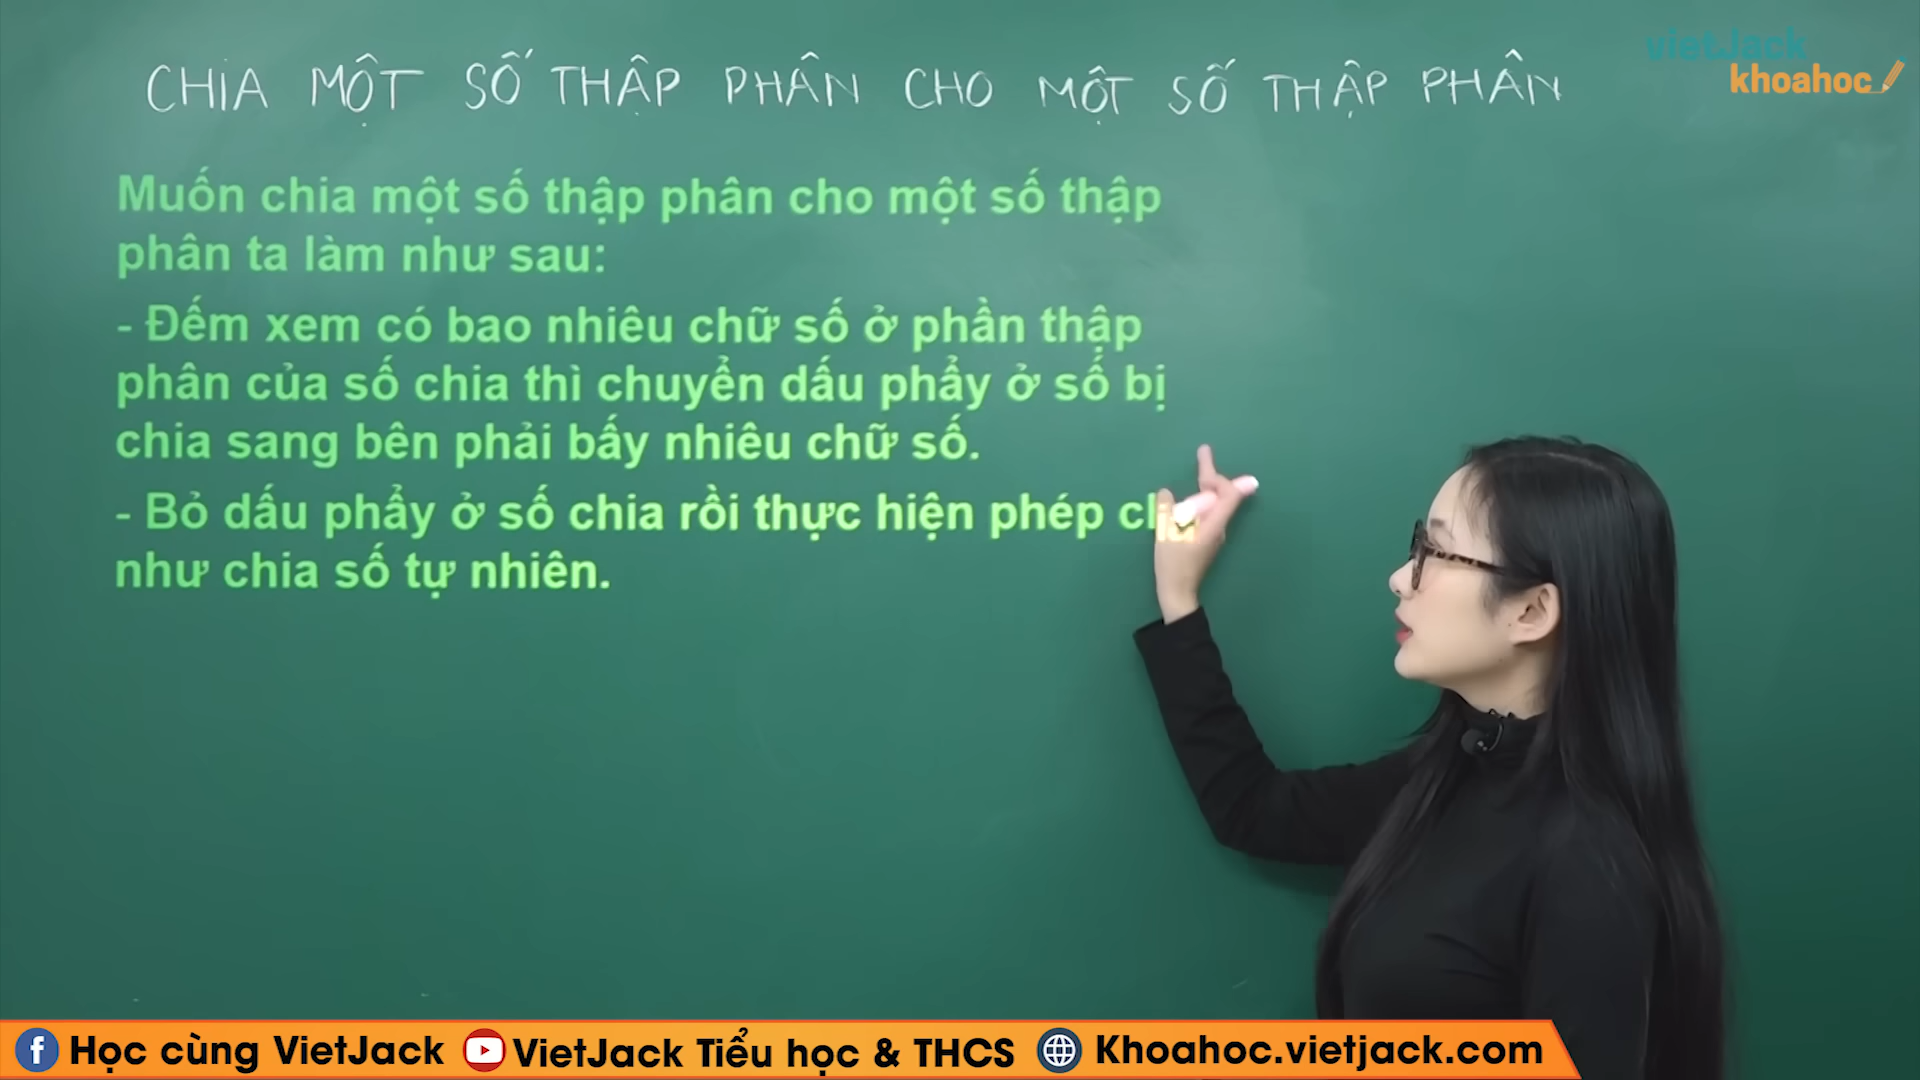 CHIA MỘT SỐ THẬP PHÂN CHO MỘT SỐ THẬP PHÂN
vietJack
khoahoc
Muốn chia một số thập phân cho một số thập
phân ta làm như sau:
- Đếm xem có bao nhiêu chữ số ở phần thập
phân của số chia thì chuyển dấu phẩy ở số bị
chia sang bên phải bấy nhiêu chữ số.
- Bỏ dấu phẩy ở số chia rồi thực hiện phép chia
như chia số tự nhiên.
Học cùng VietJack VietJack Tiểu học & THCS Khoahoc.vietjack.com